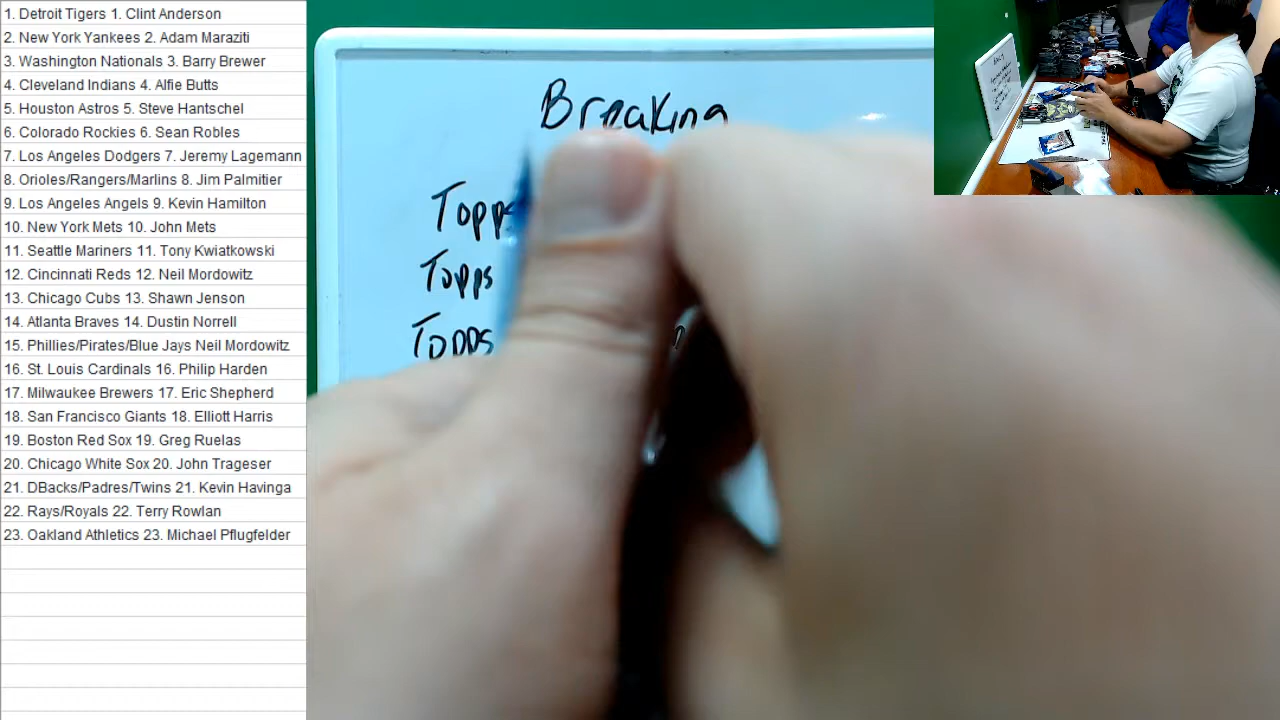 1. Detroit Tigers 1. Clint Anderson
2. New York Yankees 2. Adam Maraziti
3. Washington Nationals 3. Barry Brewer
4. Cleveland Indians 4. Alfie Butts
5. Houston Astros 5. Steve Hantschel
6. Colorado Rockies 6. Sean Robles
7. Los Angeles Dodgers 7. Jeremy Lagemann
8. Orioles/Rangers/Marlins 8. Jim Palmitier
9. Los Angeles Angels 9. Kevin Hamilton
10. New York Mets 10. John Mets
11. Seattle Mariners 11. Tony Kwiatkowski
12. Cincinnati Reds 12. Neil Mordowitz
13. Chicago Cubs 13. Shawn Jenson
14. Atlanta Braves 14. Dustin Norrell
15. Phillies/Pirates/Blue Jays Neil Mordowitz
16. St. Louis Cardinals 16. Philip Harden
17. Milwaukee Brewers 17. Eric Shepherd
18. San Francisco Giants 18. Elliott Harris
19. Boston Red Sox 19. Greg Ruelas
20. Chicago White Sox 20. John Trageser
21. DBacks/Padres/Twins 21. Kevin Havinga
22. Rays/Royals 22. Terry Rowlan
23. Oakland Athletics 23. Michael Pflugfelder
Breaking
Topps
Topps
Topps